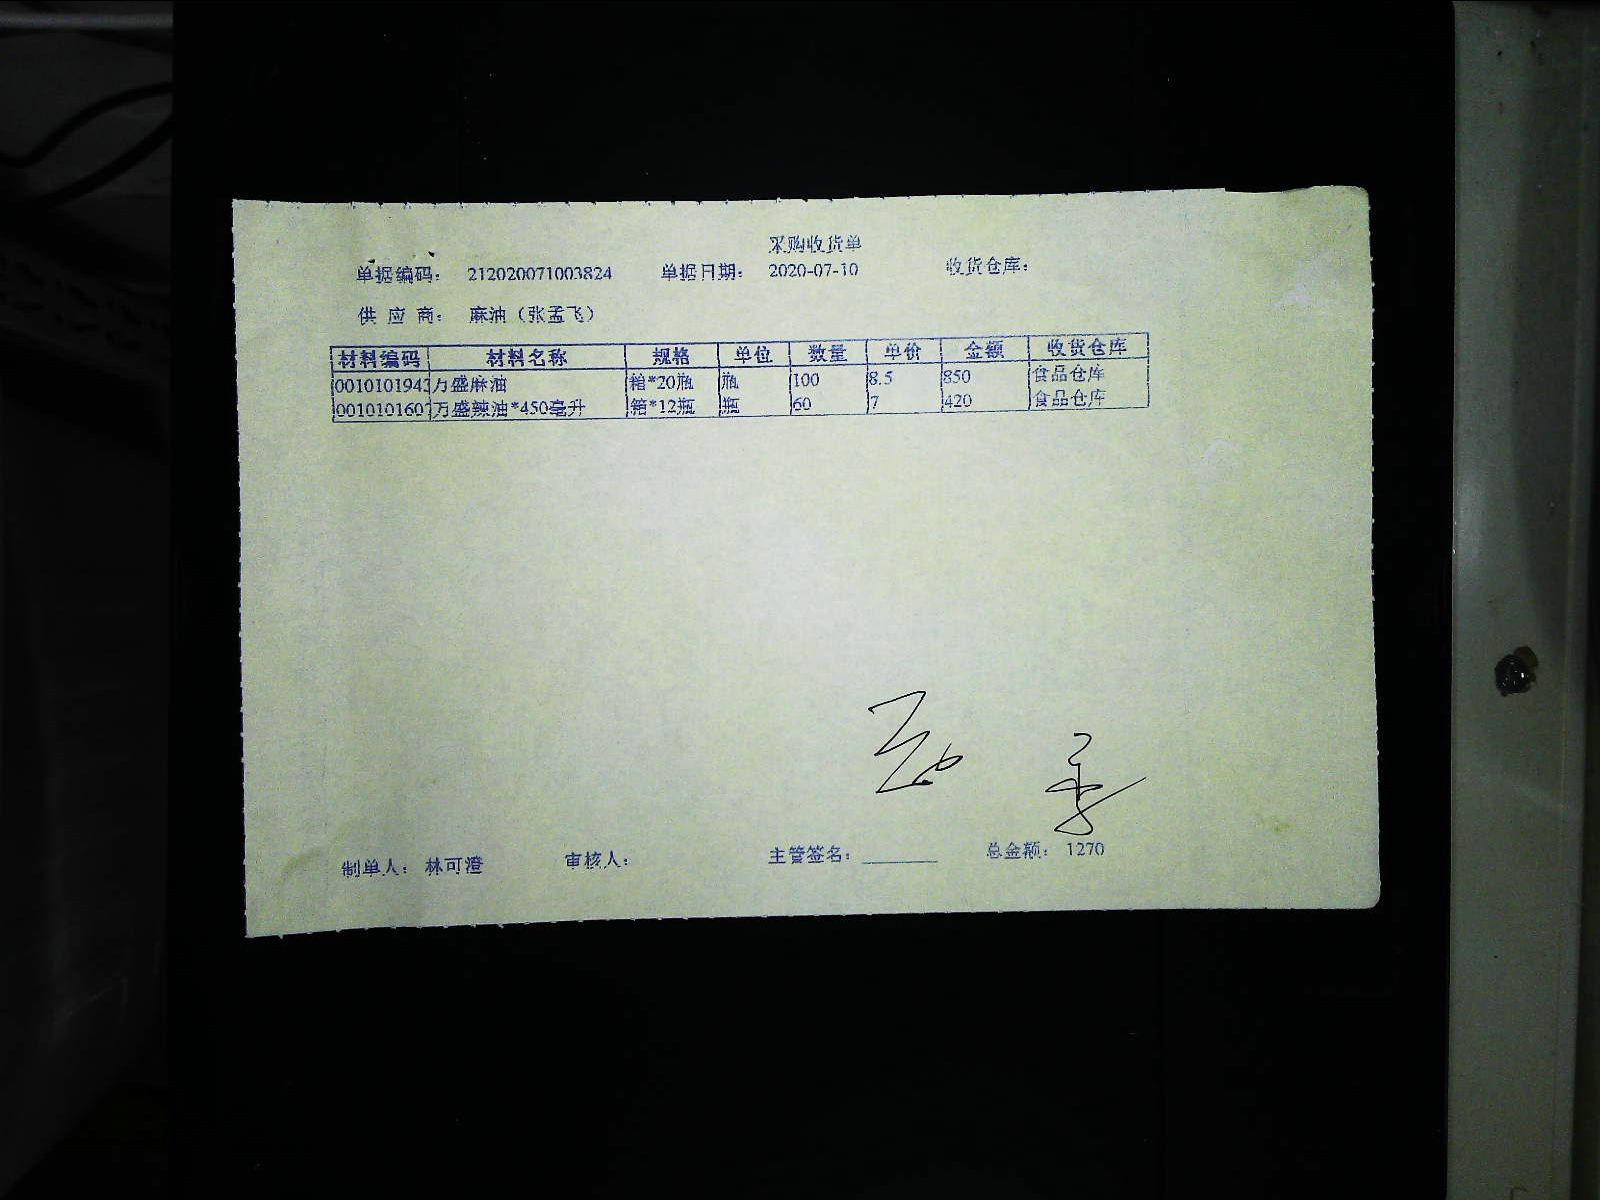 采购收货单
单据编码： 212020071003824 单据日期： 2020-07-10 收货仓库：
供 应 商： 麻油（张孟飞）
材料编码 材料名称 规格 单位 数量 单价 金额 收货仓库
0010101943 万盛麻油 箱*20瓶 瓶 100 8.5 850 食品仓库
0010101607 万盛辣油*450毫升 箱*12瓶 瓶 60 7 420 食品仓库
制单人： 林可澄 审核人： 主管签名： 总金额： 1270